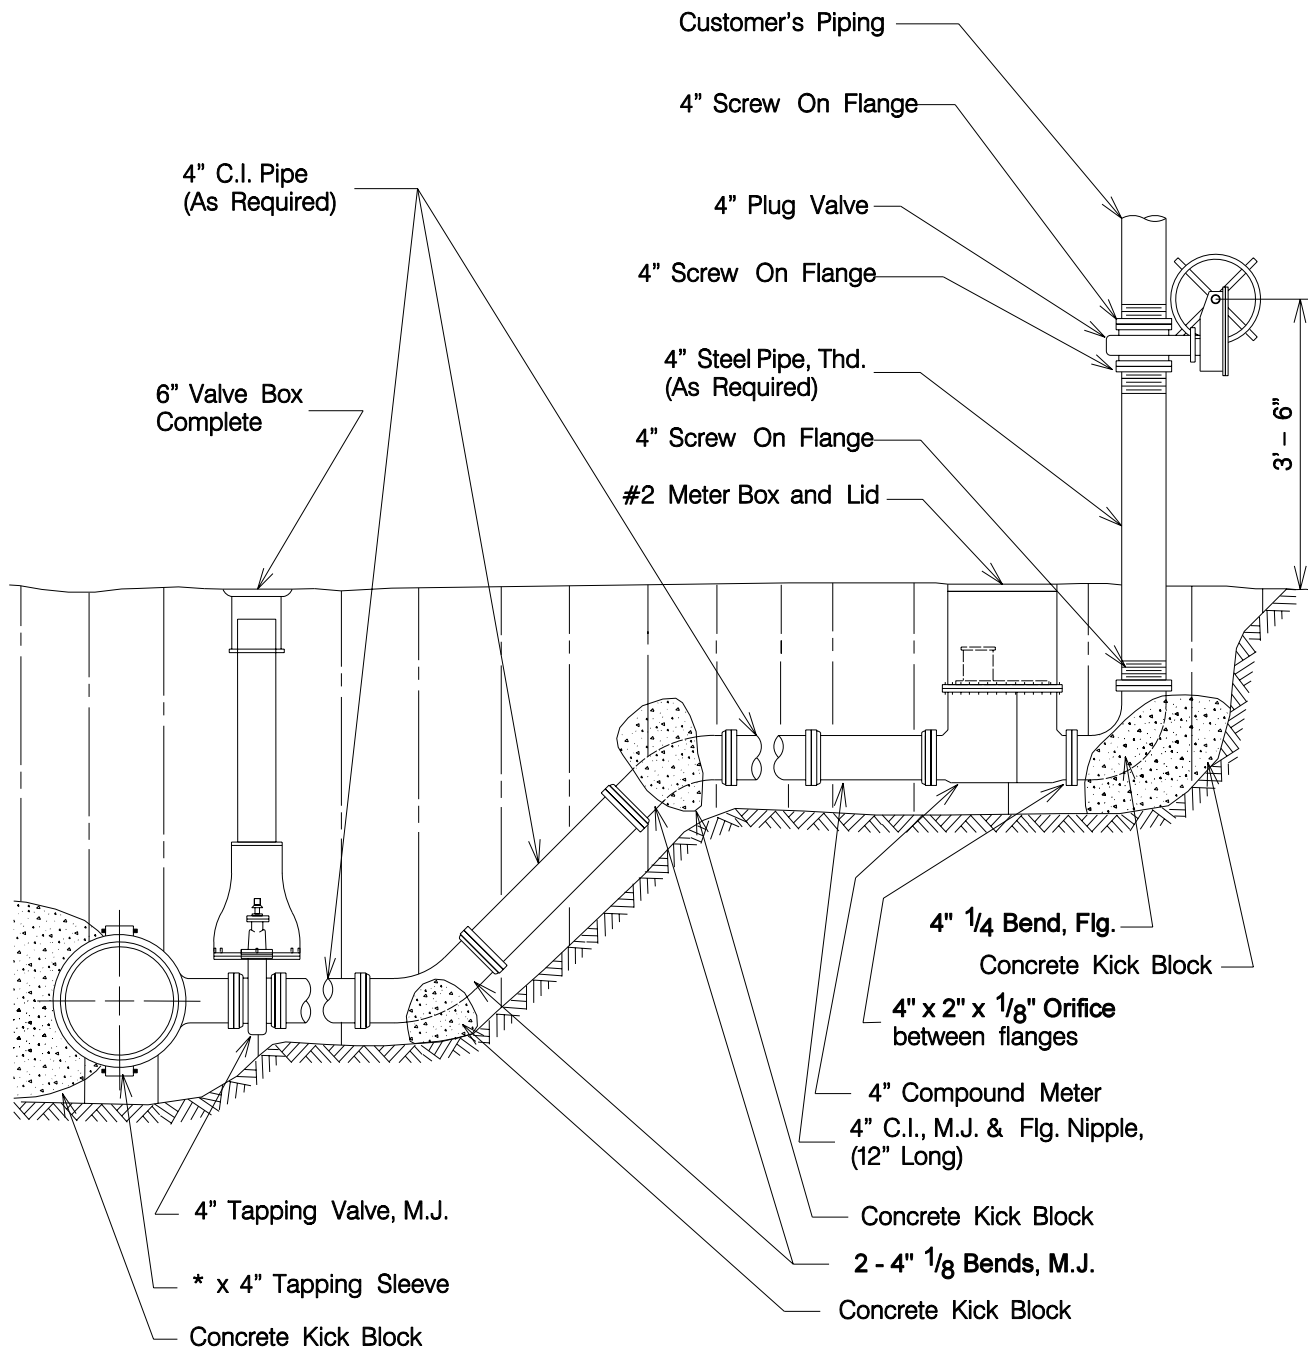 Customer's Piping
4” Screw On Flange
4” C.I. Pipe
(As Required)
4” Plug Valve
4” Screw On Flange
4” Steel Pipe, Thd.
(As Required)
6” Valve Box
Complete
4” Screw On Flange
3' – 6”
#2 Meter Box and Lid
4" 1/4 Bend, Flg.
Concrete Kick Block
4" x 2" x 1/8" Orifice
between flanges
4” Compound Meter
4” C.I., M.J. & Flg. Nipple,
(12” Long)
4” Tapping Valve, M.J.
Concrete Kick Block
2 - 4" 1/8 Bends, M.J.
* x 4” Tapping Sleeve
Concrete Kick Block
Concrete Kick Block